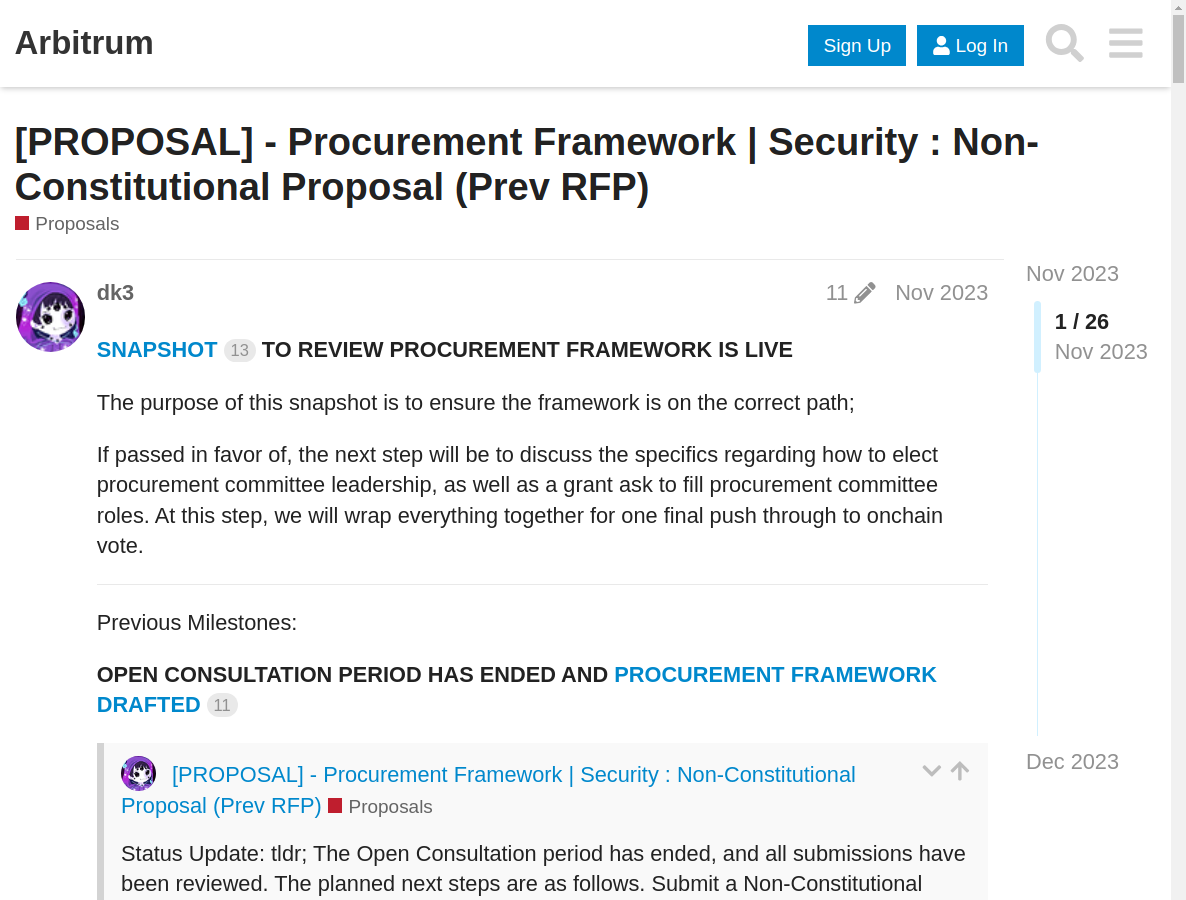 Arbitrum
Sign Up
Log In
[PROPOSAL] - Procurement Framework | Security : Non-
Constitutional Proposal (Prev RFP)
Proposals
dk3
11
Nov 2023
Nov 2023
1 / 26
Nov 2023
SNAPSHOT 13 TO REVIEW PROCUREMENT FRAMEWORK IS LIVE
The purpose of this snapshot is to ensure the framework is on the correct path;
If passed in favor of, the next step will be to discuss the specifics regarding how to elect
procurement committee leadership, as well as a grant ask to fill procurement committee
roles. At this step, we will wrap everything together for one final push through to onchain
vote.
Previous Milestones:
OPEN CONSULTATION PERIOD HAS ENDED AND PROCUREMENT FRAMEWORK
DRAFTED 11
Dec 2023
[PROPOSAL] - Procurement Framework | Security : Non-Constitutional
Proposal (Prev RFP) Proposals
Status Update: tldr; The Open Consultation period has ended, and all submissions have
been reviewed. The planned next steps are as follows. Submit a Non-Constitutional